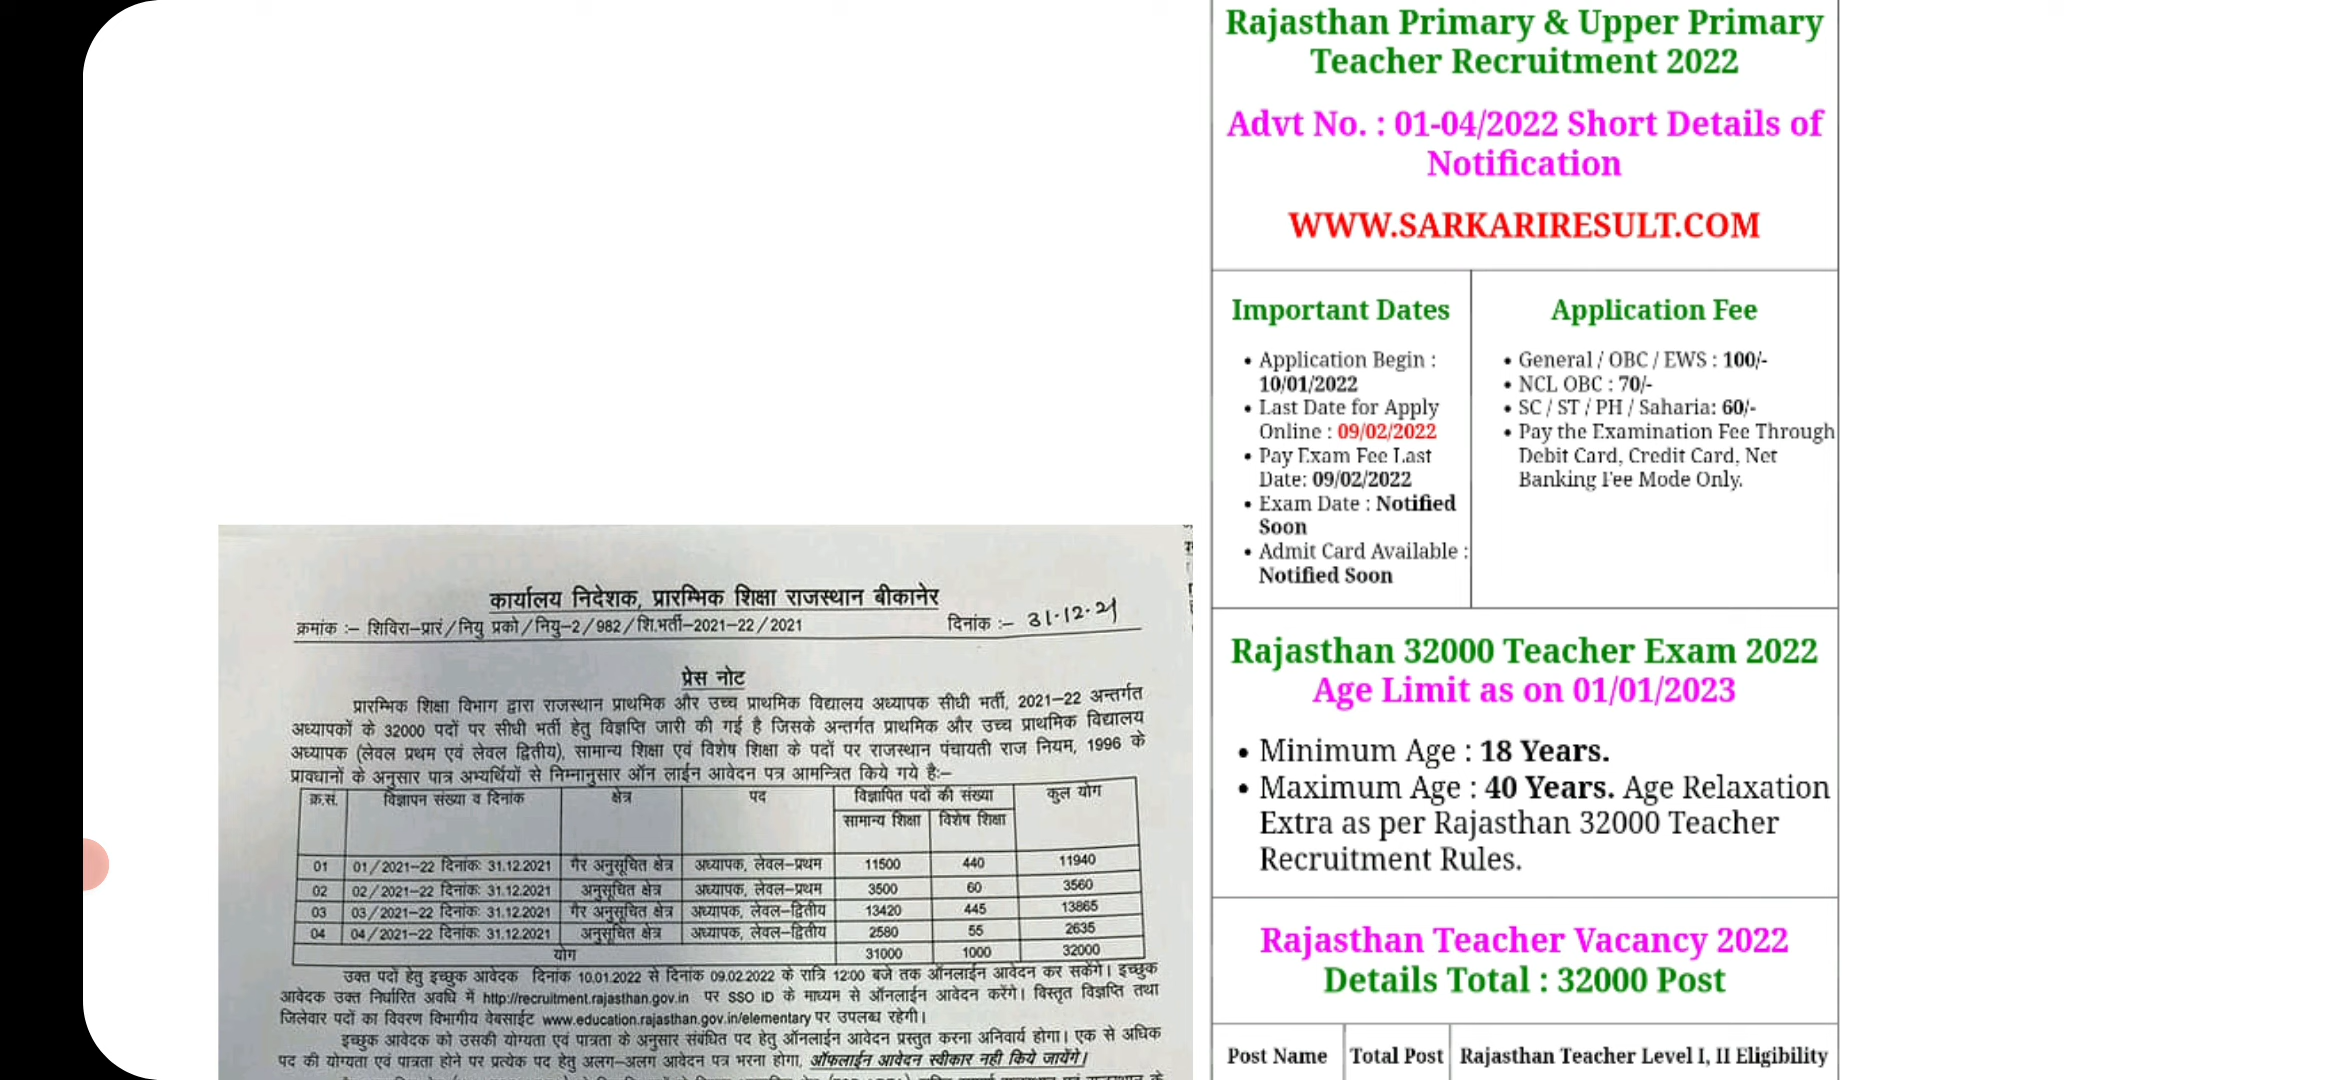 कार्यालय निदेशक, प्रारम्भिक शिक्षा राजस्थान बीकानेर
क्रमांक :– शिविरा–प्रारं/नियु प्रको/नियु–2/982/शि.भर्ती–2021–22/2021 दिनांक :– 31.12.21
प्रेस नोट
प्रारम्भिक शिक्षा विभाग द्वारा राजस्थान प्राथमिक और उच्च प्राथमिक विद्यालय अध्यापक सीधी भर्ती, 2021–22 अन्तर्गत
अध्यापकों के 32000 पदों पर सीधी भर्ती हेतु विज्ञप्ति जारी की गई है जिसके अन्तर्गत प्राथमिक और उच्च प्राथमिक विद्यालय
अध्यापक (लेवल प्रथम एवं लेवल द्वितीय), सामान्य शिक्षा एवं विशेष शिक्षा के पदों पर राजस्थान पंचायती राज नियम, 1996 के
प्रावधानों के अनुसार पात्र अभ्यर्थियों से निम्नानुसार ऑन लाईन आवेदन पत्र आमन्त्रित किये गये है:–
क्र.सं. विज्ञापन संख्या व दिनांक क्षेत्र पद विज्ञापित पदों की संख्या कुल योग
सामान्य शिक्षा विशेष शिक्षा
01 01/2021–22 दिनांक: 31.12.2021 गैर अनुसूचित क्षेत्र अध्यापक, लेवल–प्रथम 11500 440 11940
02 02/2021–22 दिनांक: 31.12.2021 अनुसूचित क्षेत्र अध्यापक, लेवल–प्रथम 3500 60 3560
03 03/2021–22 दिनांक: 31.12.2021 गैर अनुसूचित क्षेत्र अध्यापक, लेवल–द्वितीय 13420 445 13865
04 04/2021–22 दिनांक: 31.12.2021 अनुसूचित क्षेत्र अध्यापक, लेवल–द्वितीय 2580 55 2635
योग 31000 1000 32000
उक्त पदों हेतु इच्छुक आवेदक दिनांक 10.01.2022 से दिनांक 09.02.2022 के रात्रि 12:00 बजे तक ऑनलाईन आवेदन कर सकेंगे। इच्छुक
आवेदक उक्त निर्धारित अवधि में http://recruitment.rajasthan.gov.in पर SSO ID के माध्यम से ऑनलाईन आवेदन करेंगे। विस्तृत विज्ञप्ति तथा
जिलेवार पदों का विवरण विभागीय वेबसाईट www.education.rajasthan.gov.in/elementary पर उपलब्ध रहेगी।
इच्छुक आवेदक को उसकी योग्यता एवं पात्रता के अनुसार संबंधित पद हेतु ऑनलाईन आवेदन प्रस्तुत करना अनिवार्य होगा। एक से अधिक
पद की योग्यता एवं पात्रता होने पर प्रत्येक पद हेतु अलग–अलग आवेदन पत्र भरना होगा, ऑफलाईन आवेदन स्वीकार नही किये जायेंगे।
Rajasthan Primary & Upper Primary
Teacher Recruitment 2022
Advt No. : 01-04/2022 Short Details of
Notification
WWW.SARKARIRESULT.COM
Important Dates
• Application Begin :
10/01/2022
• Last Date for Apply
Online : 09/02/2022
• Pay Exam Fee Last
Date: 09/02/2022
• Exam Date : Notified
Soon
• Admit Card Available :
Notified Soon
Application Fee
• General / OBC / EWS : 100/-
• NCL OBC : 70/-
• SC / ST / PH / Saharia: 60/-
• Pay the Examination Fee Through
Debit Card, Credit Card, Net
Banking Fee Mode Only.
Rajasthan 32000 Teacher Exam 2022
Age Limit as on 01/01/2023
• Minimum Age : 18 Years.
• Maximum Age : 40 Years. Age Relaxation
Extra as per Rajasthan 32000 Teacher
Recruitment Rules.
Rajasthan Teacher Vacancy 2022
Details Total : 32000 Post
Post Name Total Post Rajasthan Teacher Level I, II Eligibility